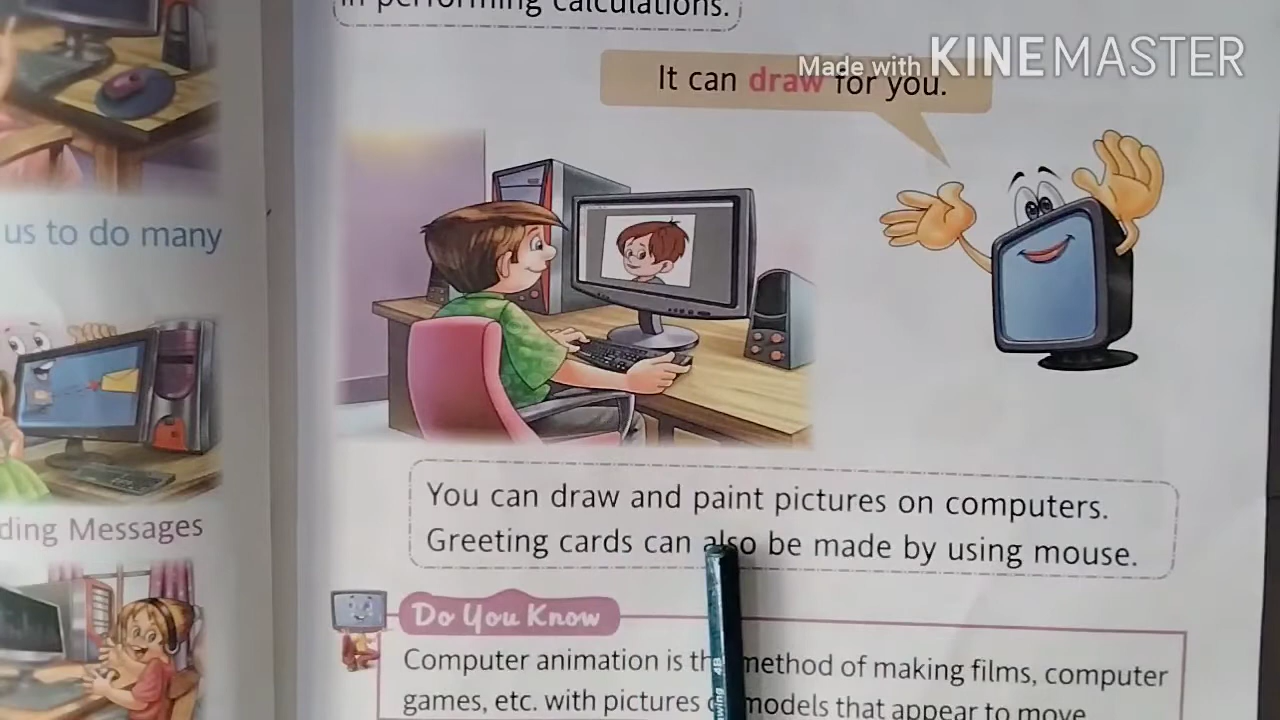 in performing calculations.
Made with KINEMASTER
It can draw for you.
us to do many
ding Messages
You can draw and paint pictures on computers.
Greeting cards can also be made by using mouse.
Do You Know
Computer animation is the method of making films, computer
games, etc. with pictures models that appear to move
4B